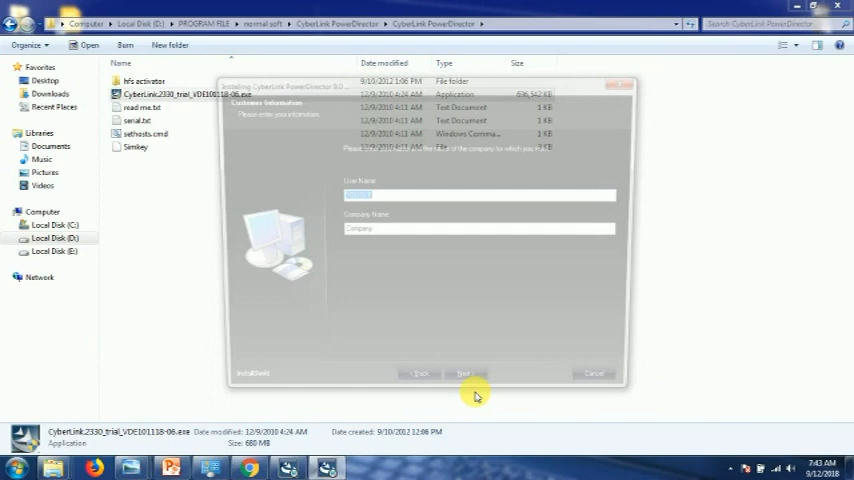 Computer ▸ Local Disk (D:) ▸ PROGRAM FILE ▸ normal soft ▸ CyberLink PowerDirector ▸ CyberLink PowerDirector ▸
Search CyberLink PowerDirector
Organize ▾ Open Burn New folder
Name Date modified Type Size
Favorites
Desktop
Downloads
Recent Places
Libraries
Documents
Music
Pictures
Videos
Computer
Local Disk (C:)
Local Disk (D:)
Local Disk (E:)
Network
hfs activator 9/10/2012 1:06 PM File folder
CyberLink.2330_trial_VDE101118-06.exe 12/9/2010 4:24 AM Application 696,542 KB
read me.txt 12/9/2010 4:11 AM Text Document 1 KB
serial.txt 12/9/2010 4:11 AM Text Document 1 KB
sethosts.cmd 12/9/2010 4:11 AM Windows Comma... 1 KB
Simkey 12/9/2010 4:11 AM File
Installing CyberLink PowerDirector 9.0...
Customer Information
Please enter your information.
User Name:
Company Name:
Company
InstallShield
< Back
Next
Cancel
CyberLink.2330_trial_VDE101118-06.exe Date modified: 12/9/2010 4:24 AM Date created: 9/10/2012 12:06 PM
Application Size: 680 MB
7:43 AM
9/12/2018